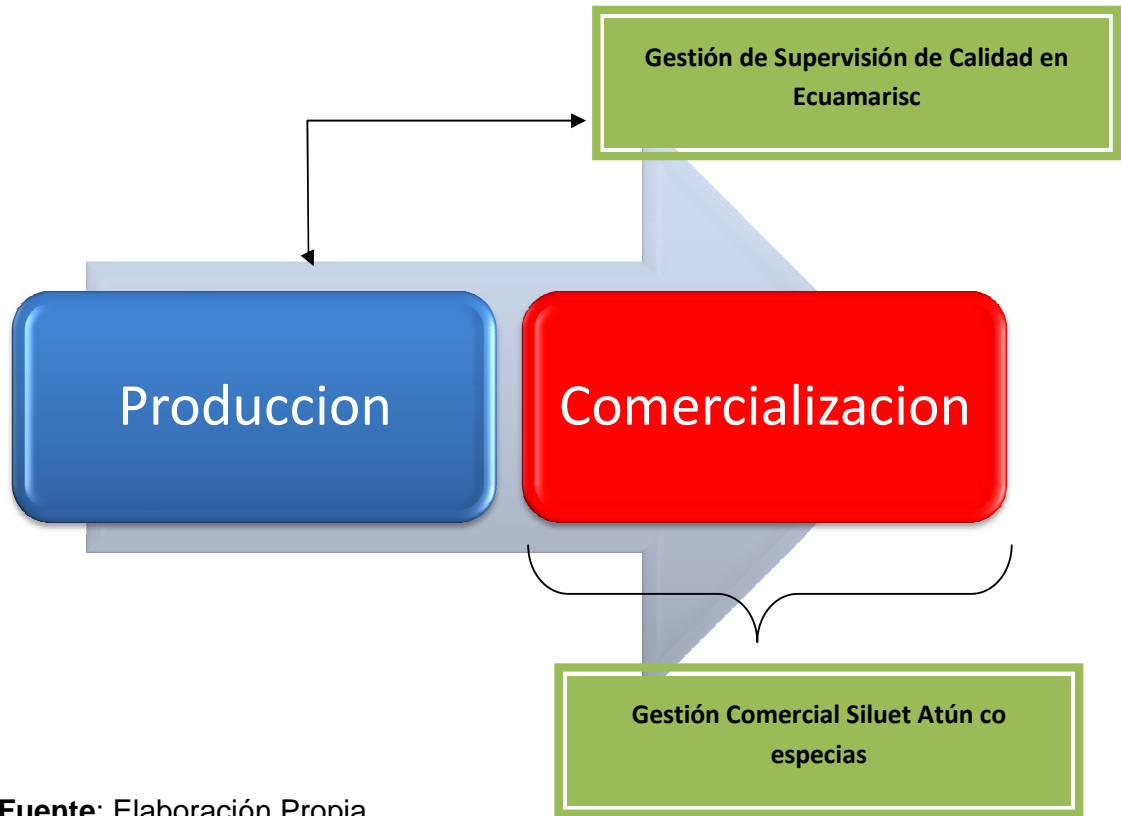 Gestión de Supervisión de Calidad en
Ecuamarisc
Produccion
Comercializacion
Gestión Comercial Siluet Atún co
especias
Fuente: Elaboración Propia